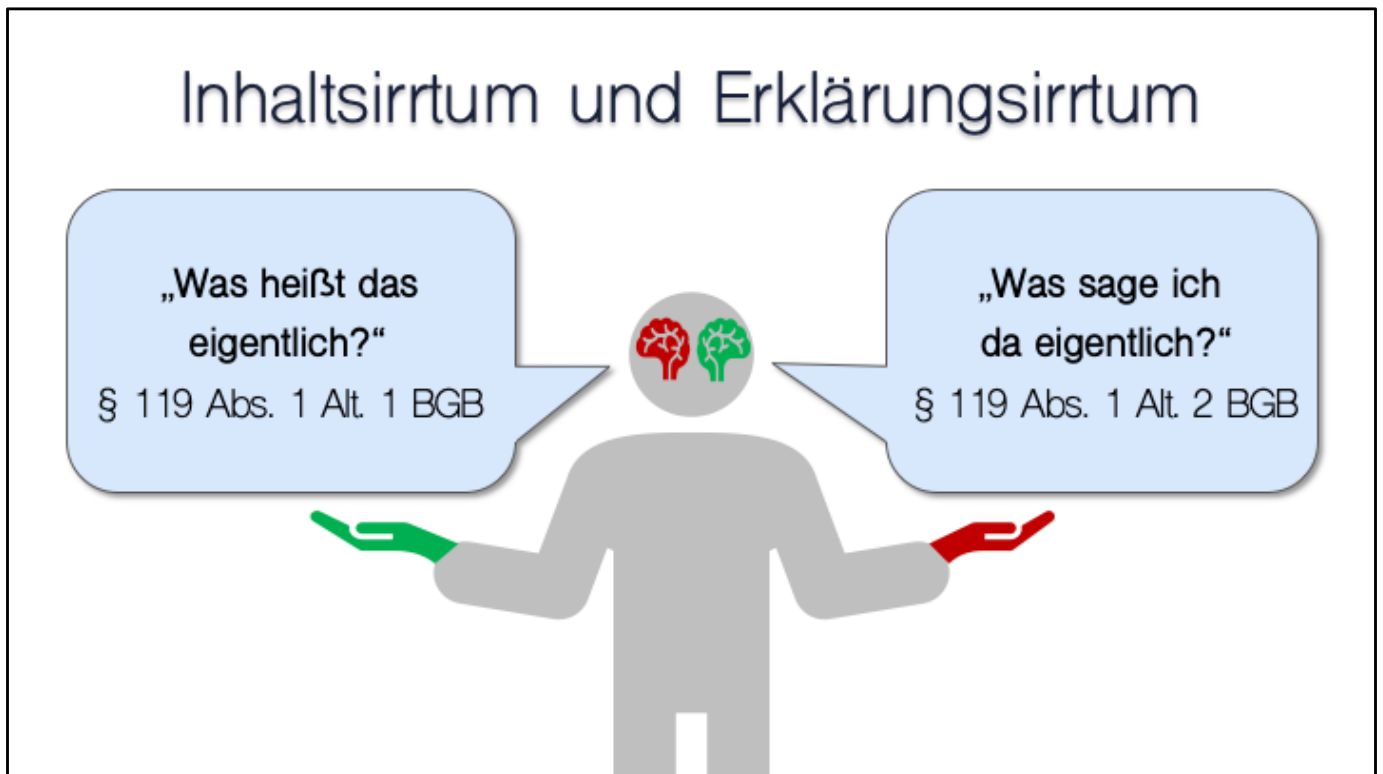 Inhaltsirrtum und Erklärungsirrtum
„Was heißt das
eigentlich?“
§ 119 Abs. 1 Alt. 1 BGB
„Was sage ich
da eigentlich?“
§ 119 Abs. 1 Alt. 2 BGB